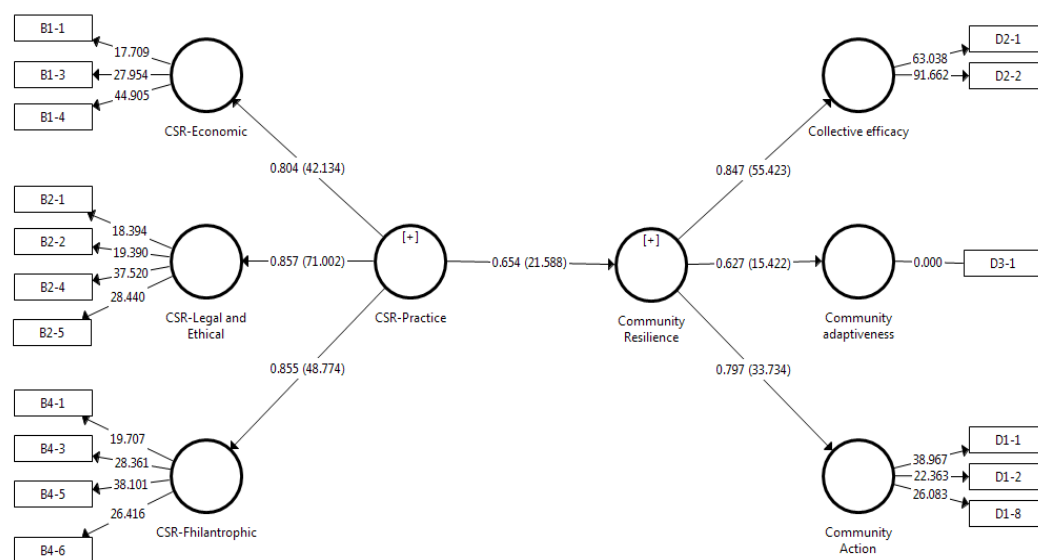 B1-1
17.709
B1-3
27.954
B1-4
44.905
CSR-Economic
0.804 (42.134)
B2-1
18.394
B2-2
19.390
B2-4
37.520
B2-5
28.440
CSR-Legal and
Ethical
0.857 (71.002)
[+]
CSR-Practice
0.654 (21.588)
B4-1
19.707
B4-3
28.361
B4-5
38.101
B4-6
26.416
CSR-Fhilantrophic
0.855 (48.774)
[+]
Community
Resilience
0.847 (55.423)
Collective efficacy
63.038
D2-1
91.662
D2-2
0.627 (15.422)
Community
adaptiveness
0.000
D3-1
0.797 (33.734)
Community
Action
38.967
D1-1
22.363
D1-2
26.083
D1-8